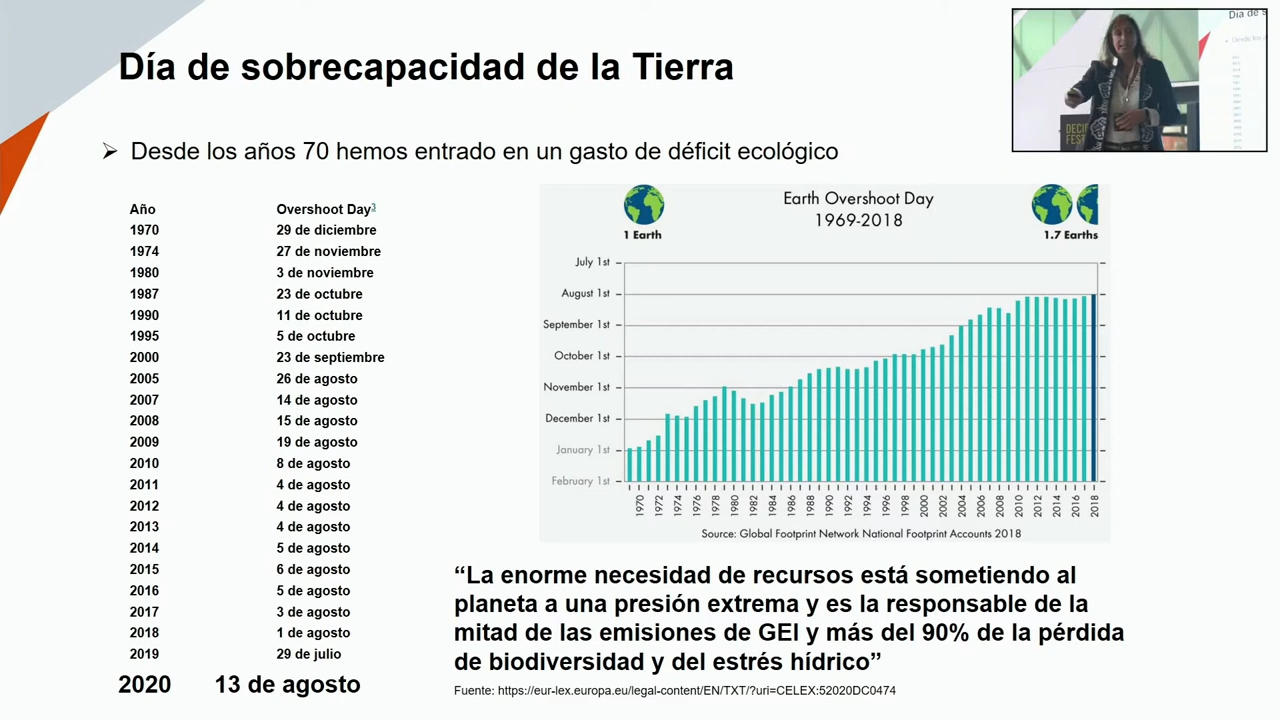 Día de sobrecapacidad de la Tierra
➢ Desde los años 70 hemos entrado en un gasto de déficit ecológico
Año Overshoot Day3
1970 29 de diciembre
1974 27 de noviembre
1980 3 de noviembre
1987 23 de octubre
1990 11 de octubre
1995 5 de octubre
2000 23 de septiembre
2005 26 de agosto
2007 14 de agosto
2008 15 de agosto
2009 19 de agosto
2010 8 de agosto
2011 4 de agosto
2012 4 de agosto
2013 4 de agosto
2014 5 de agosto
2015 6 de agosto
2016 5 de agosto
2017 3 de agosto
2018 1 de agosto
2019 29 de julio
2020 13 de agosto
Earth Overshoot Day
1969-2018
1 Earth
1.7 Earths
July 1st
August 1st
September 1st
October 1st
November 1st
December 1st
January 1st
February 1st
1970 1972 1974 1976 1978 1980 1982 1984 1986 1988 1990 1992 1994 1996 1998 2000 2002 2004 2006 2008 2010 2012 2014 2016 2018
Source: Global Footprint Network National Footprint Accounts 2018
“La enorme necesidad de recursos está sometiendo al
planeta a una presión extrema y es la responsable de la
mitad de las emisiones de GEI y más del 90% de la pérdida
de biodiversidad y del estrés hídrico”
Fuente: https://eur-lex.europa.eu/legal-content/EN/TXT/?uri=CELEX:52020DC0474
Día de s
Desde los a
DECI
FEST